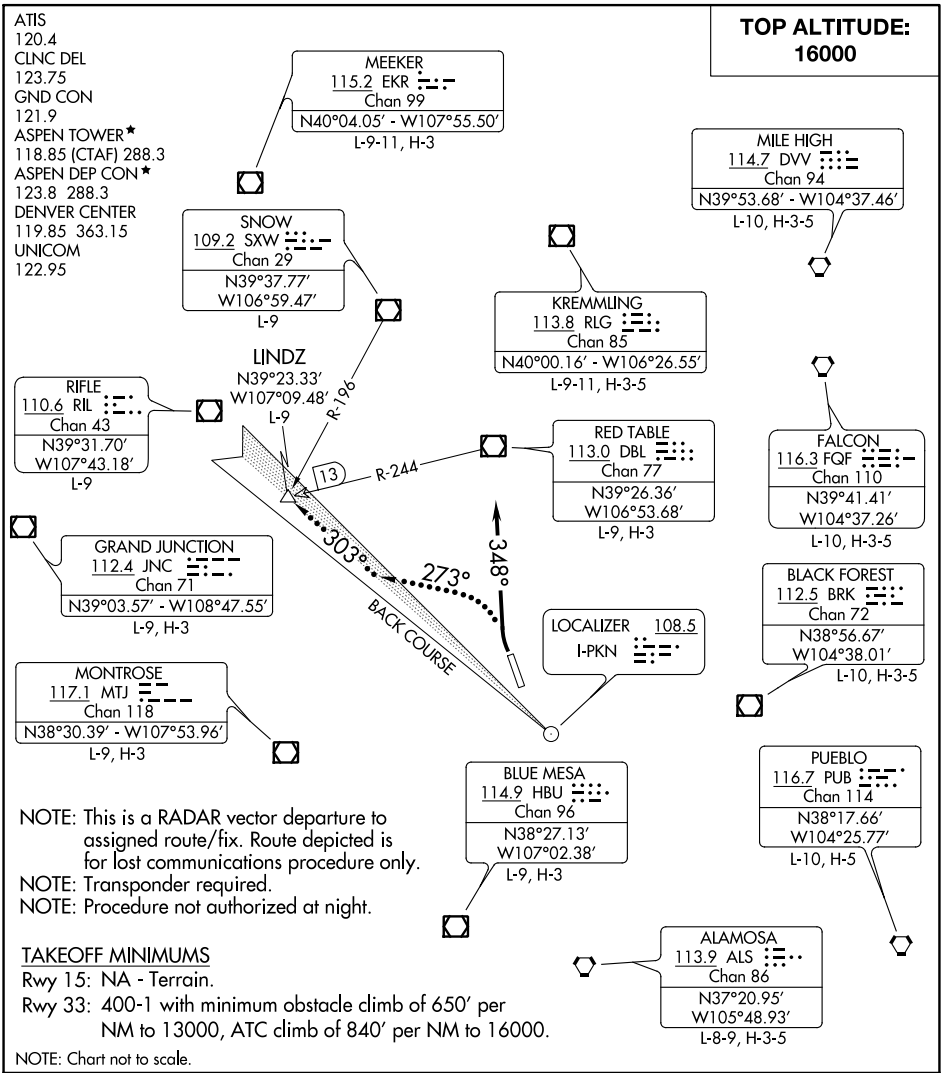 ATIS
120.4
CLNC DEL
123.75
GND CON
121.9
ASPEN TOWER★
118.85 (CTAF) 288.3
ASPEN DEP CON★
123.8 288.3
DENVER CENTER
119.85 363.15
UNICOM
122.95
TOP ALTITUDE:
16000
MEEKER
115.2 EKR
Chan 99
N40°04.05′ - W107°55.50′
L-9-11, H-3
MILE HIGH
114.7 DVV
Chan 94
N39°53.68′ - W104°37.46′
L-10, H-3-5
SNOW
109.2 SXW
Chan 29
N39°37.77′
W106°59.47′
L-9
KREMMLING
113.8 RLG
Chan 85
N40°00.16′ - W106°26.55′
L-9-11, H-3-5
LINDZ
N39°23.33′
W107°09.48′
L-9
R-196
RIFLE
110.6 RIL
Chan 43
N39°31.70′
W107°43.18′
L-9
13
R-244
RED TABLE
113.0 DBL
Chan 77
N39°26.36′
W106°53.68′
L-9, H-3
FALCON
116.3 FQF
Chan 110
N39°41.41′
W104°37.26′
L-10, H-3-5
GRAND JUNCTION
112.4 JNC
Chan 71
N39°03.57′ - W108°47.55′
L-9, H-3
303°
273°
348°
BACK COURSE
LOCALIZER 108.5
I-PKN
BLACK FOREST
112.5 BRK
Chan 72
N38°56.67′
W104°38.01′
L-10, H-3-5
MONTROSE
117.1 MTJ
Chan 118
N38°30.39′ - W107°53.96′
L-9, H-3
BLUE MESA
114.9 HBU
Chan 96
N38°27.13′
W107°02.38′
L-9, H-3
PUEBLO
116.7 PUB
Chan 114
N38°17.66′
W104°25.77′
L-10, H-5
NOTE: This is a RADAR vector departure to
assigned route/fix. Route depicted is
for lost communications procedure only.
NOTE: Transponder required.
NOTE: Procedure not authorized at night.
ALAMOSA
113.9 ALS
Chan 86
N37°20.95′
W105°48.93′
L-8-9, H-3-5
TAKEOFF MINIMUMS
Rwy 15: NA - Terrain.
Rwy 33: 400-1 with minimum obstacle climb of 650′ per
NM to 13000, ATC climb of 840′ per NM to 16000.
NOTE: Chart not to scale.